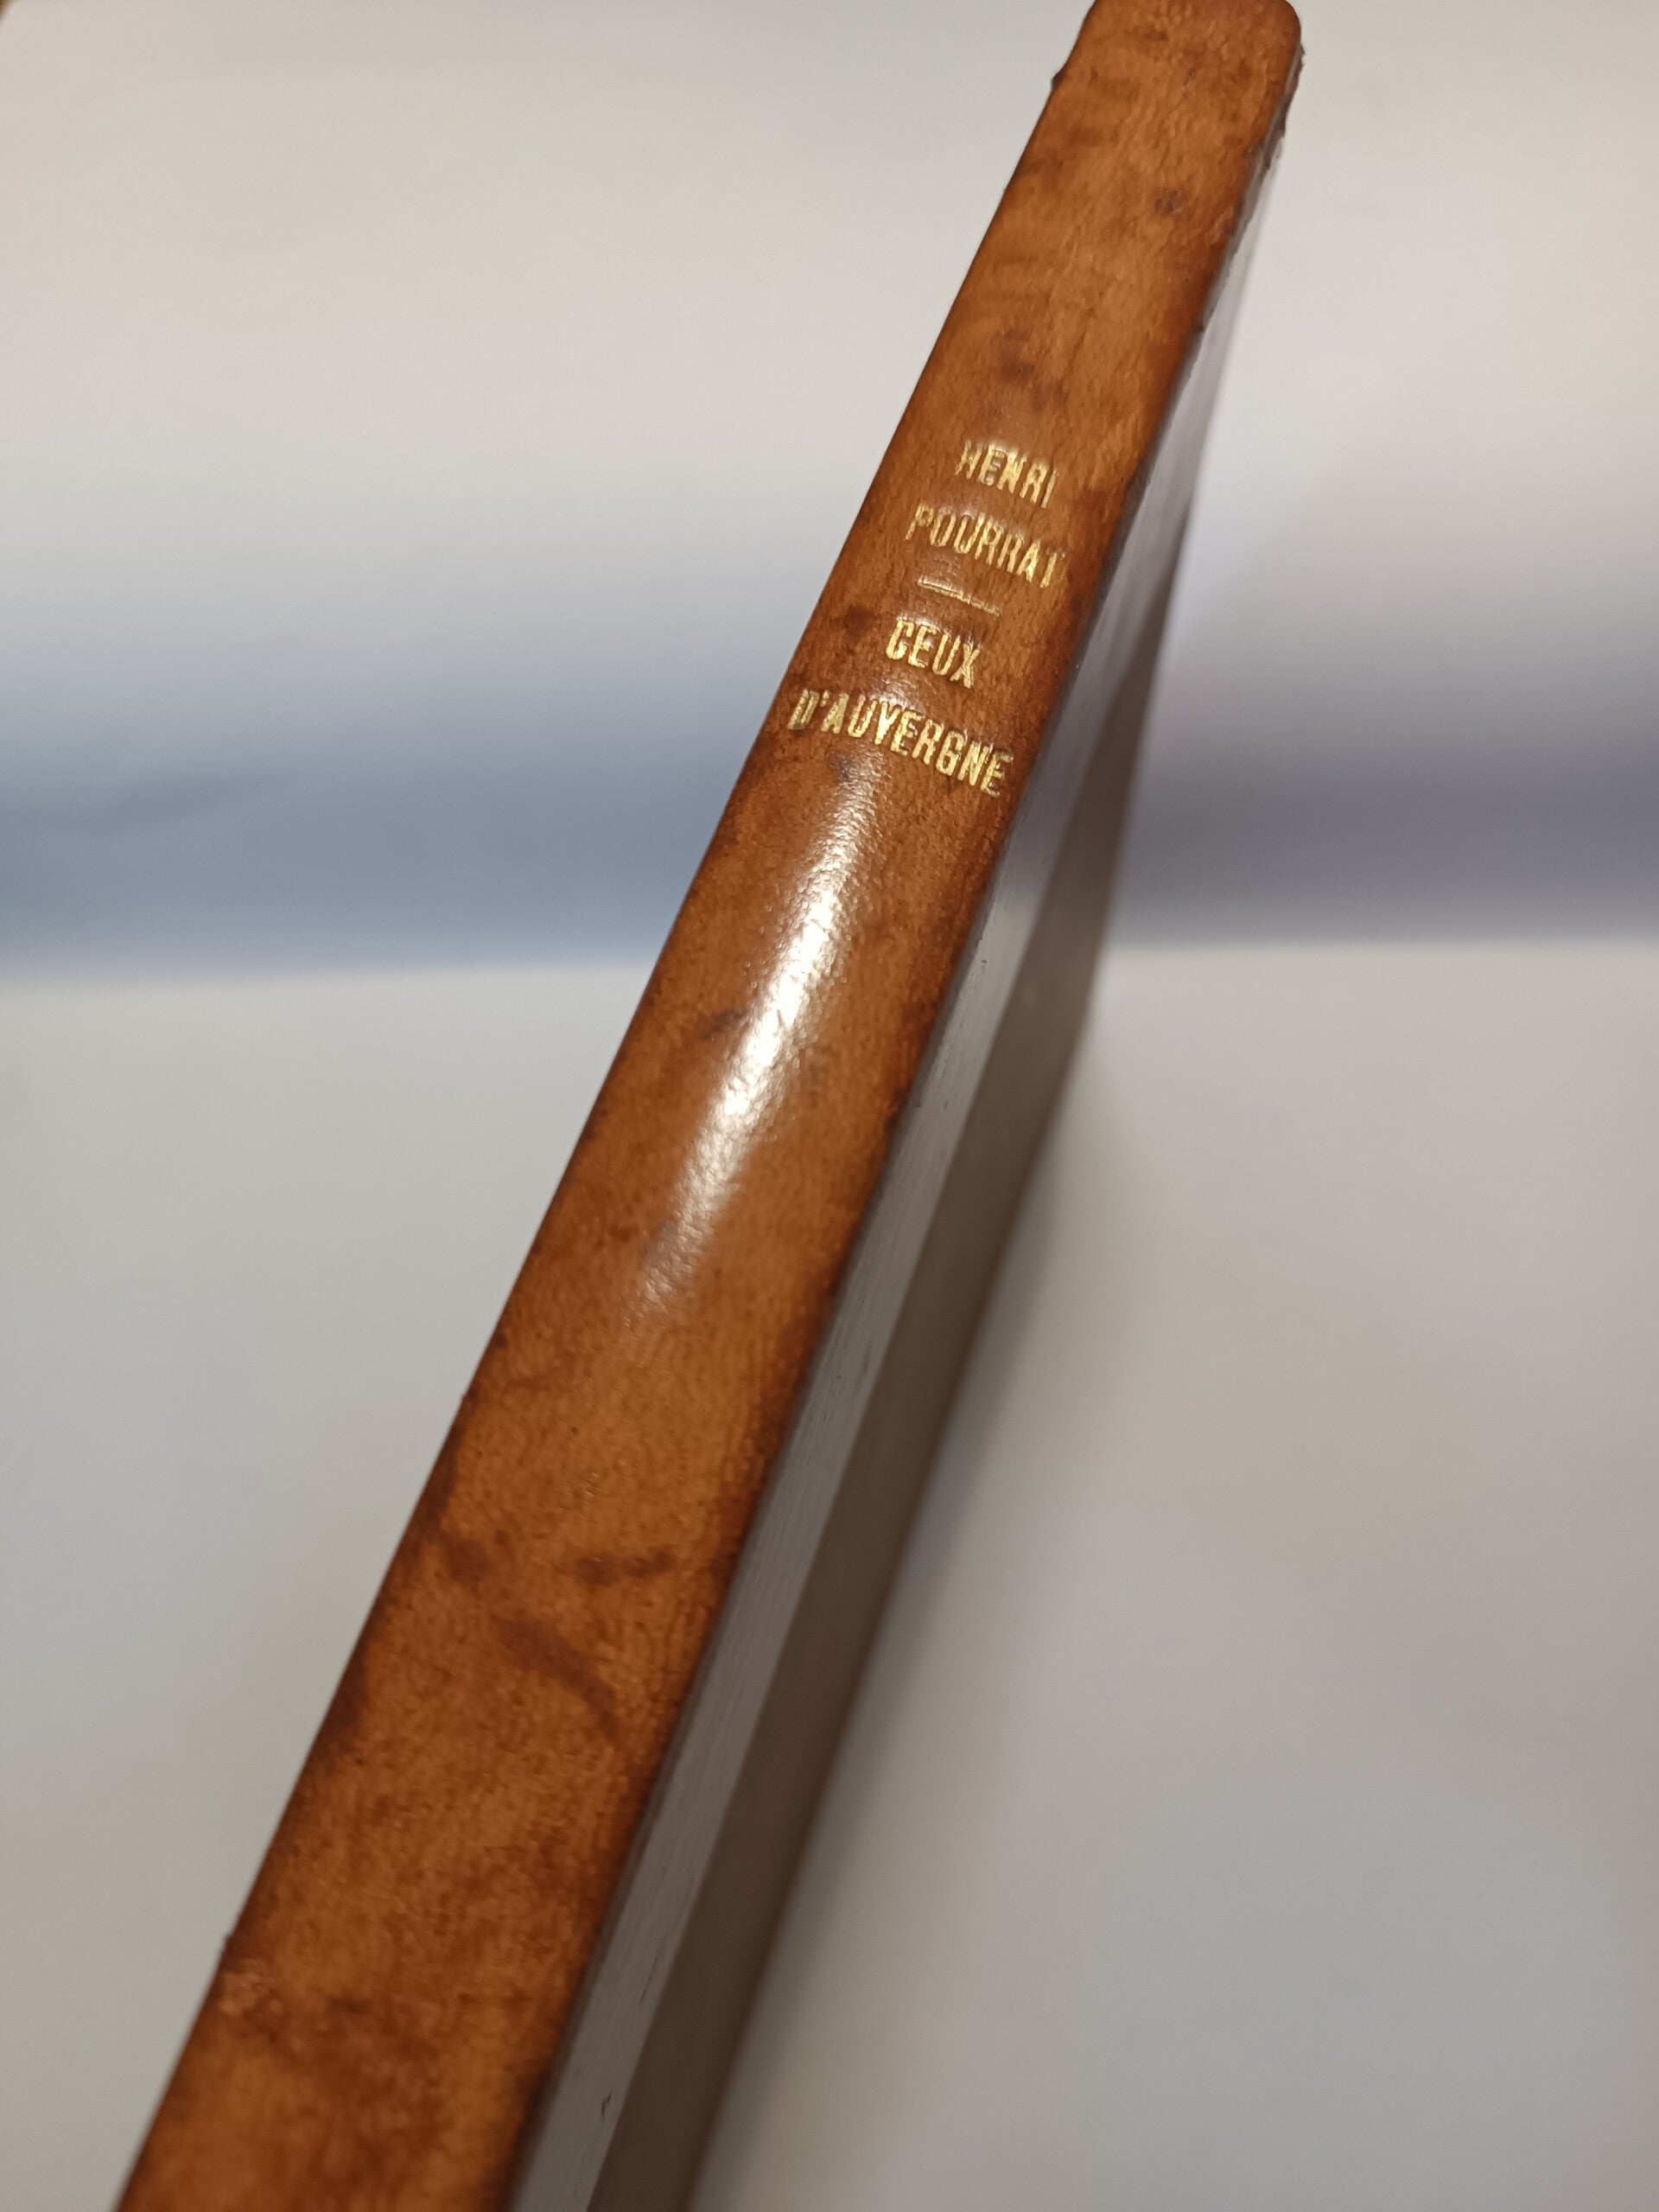 HENRI
POURRAT
CEUX
D'AUVERGNE